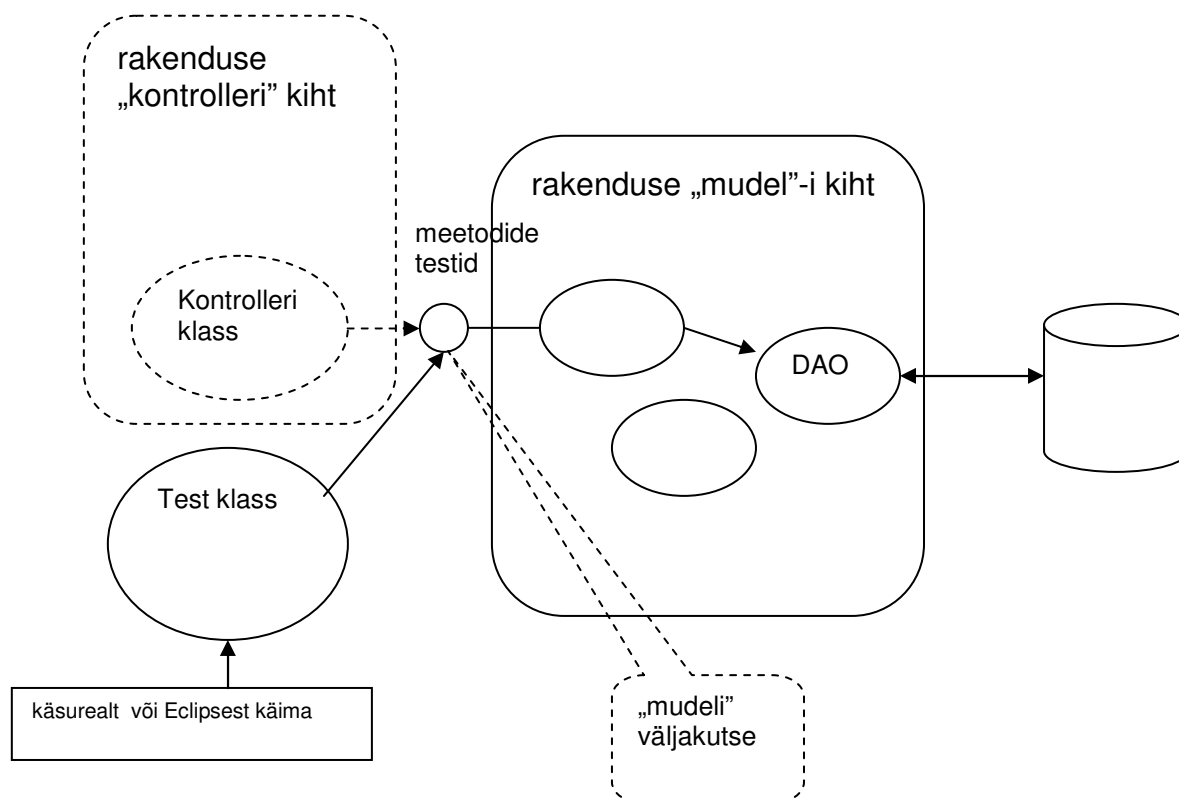 rakenduse
„kontrolleri” kiht
rakenduse „mudel”-i kiht
meetodide
testid
Kontrolleri
klass
DAO
Test klass
käsurealt või Eclipsest käima
„mudeli”
väljakutse